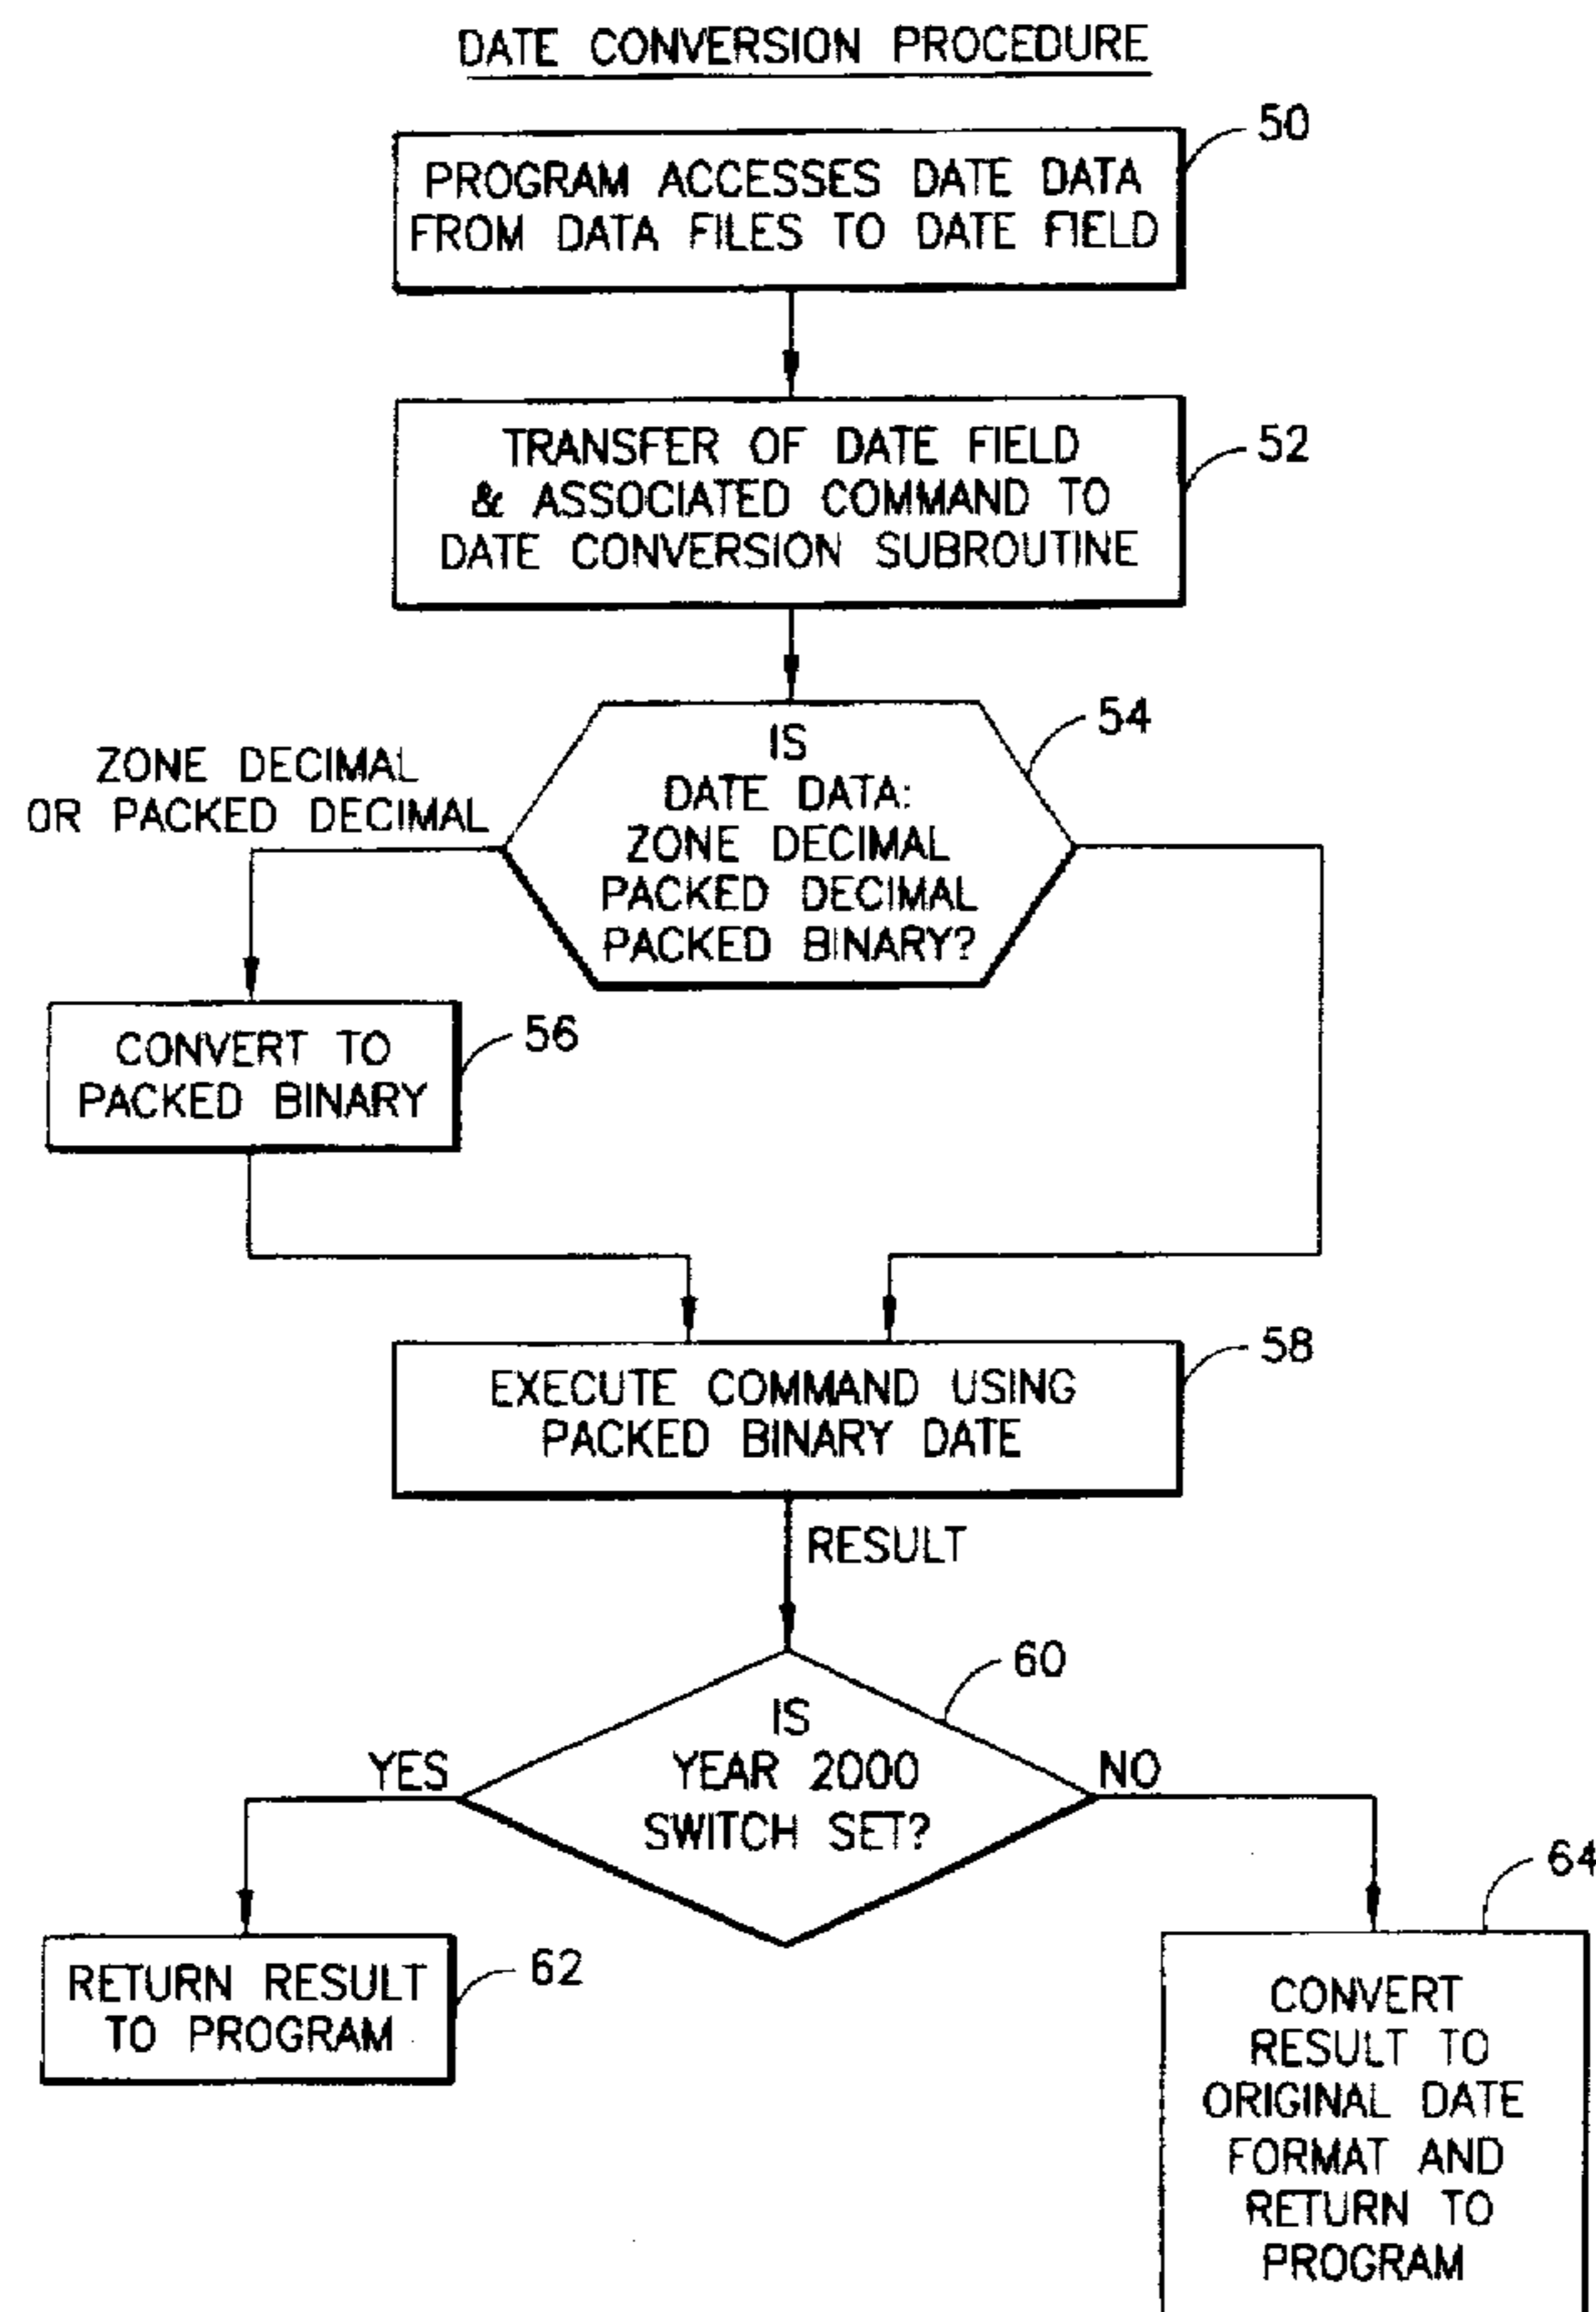 DATE CONVERSION PROCEDURE
50
PROGRAM ACCESSES DATE DATA
FROM DATA FILES TO DATE FIELD
52
TRANSFER OF DATE FIELD
& ASSOCIATED COMMAND TO
DATE CONVERSION SUBROUTINE
54
IS
DATE DATA:
ZONE DECIMAL
PACKED DECIMAL
PACKED BINARY?
ZONE DECIMAL
OR PACKED DECIMAL
56
CONVERT TO
PACKED BINARY
58
EXECUTE COMMAND USING
PACKED BINARY DATE
RESULT
60
IS
YEAR 2000
SWITCH SET?
YES
NO
62
RETURN RESULT
TO PROGRAM
64
CONVERT
RESULT TO
ORIGINAL DATE
FORMAT AND
RETURN TO
PROGRAM